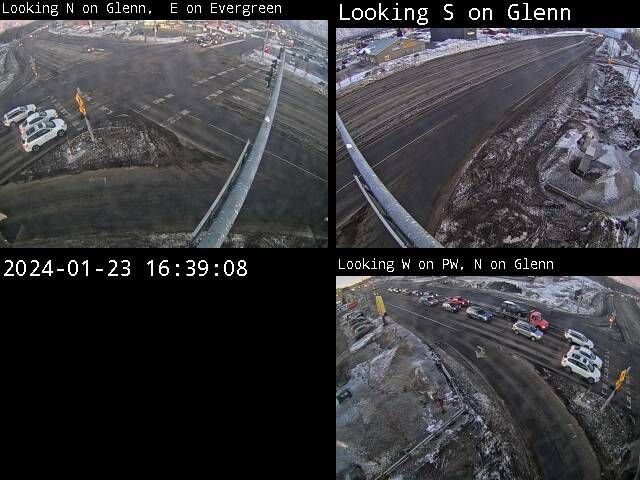 Looking N on Glenn,  E on Evergreen
Looking S on Glenn
2024-01-23 16:39:08
Looking W on PW, N on Glenn